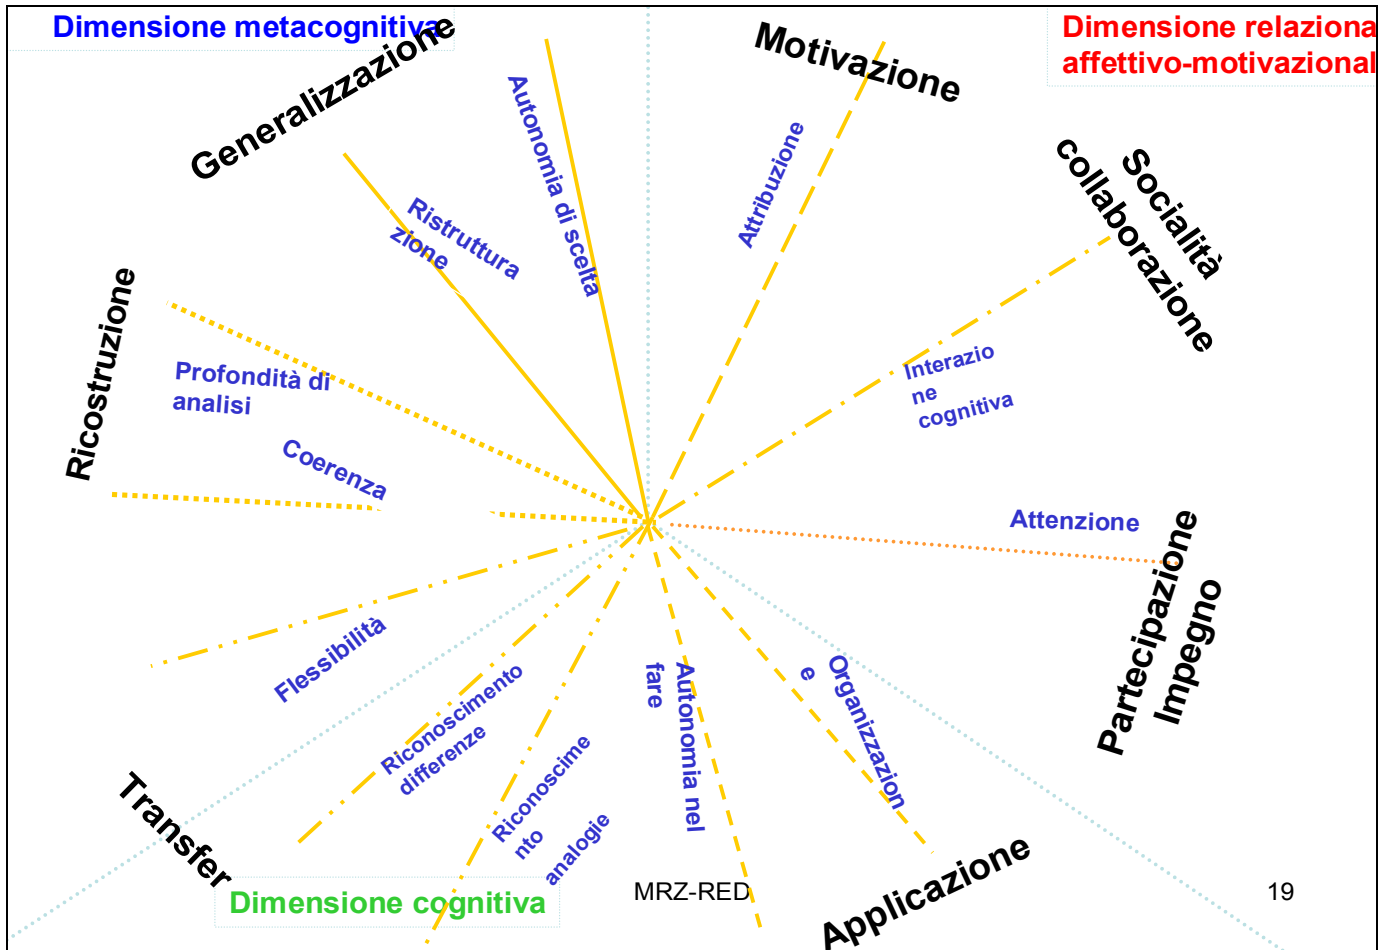 Dimensione metacognitiva
Dimensione relaziona
affettivo-motivazional
Generalizzazione
Motivazione
Autonomia di scelta
Attribuzione
Socialità
collaborazione
Ristruttura
zione
Ricostruzione
Profondità di
analisi
Interazio
ne
cognitiva
Coerenza
Attenzione
Partecipazione
Impegno
Flessibilità
Riconoscimento
differenze
Riconoscime
nto
analogie
Autonomia nel
fare
Organizzazion
e
Transfer
Applicazione
Dimensione cognitiva
MRZ-RED
19